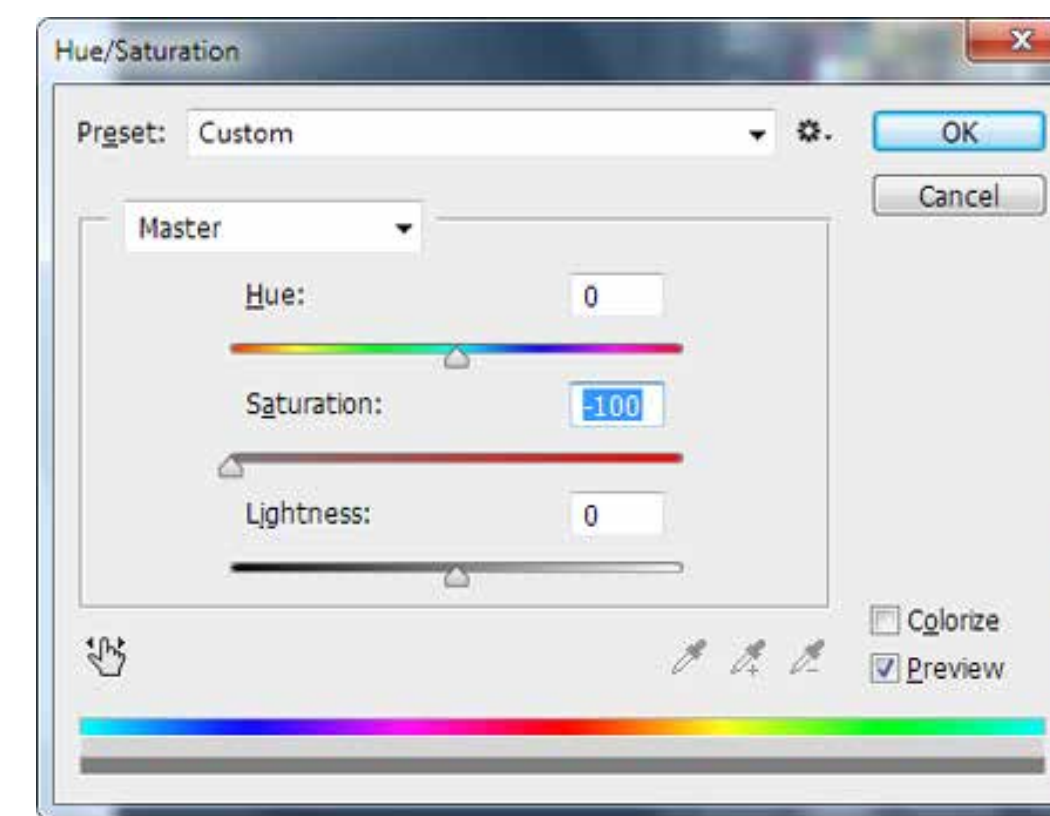 Hue/Saturation
Preset: Custom
OK
Cancel
Master
Hue: 0
Saturation: -100
Lightness: 0
Colorize
Preview